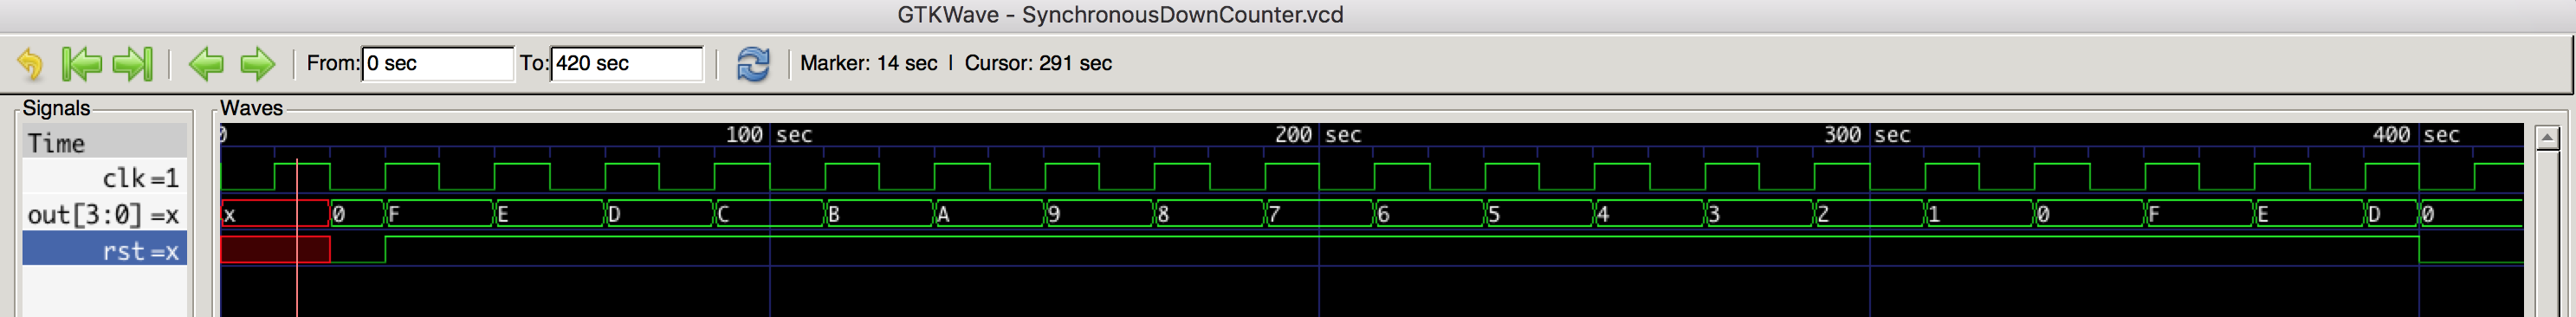 GTKWave - SynchronousDownCounter.vcd
From: 0 sec To: 420 sec Marker: 14 sec | Cursor: 291 sec
Signals Waves
Time 0 100 sec 200 sec 300 sec 400 sec
clk=1
out[3:0] =x x 0 F E D C B A 9 8 7 6 5 4 3 2 1 0 F E D 0
rst=x